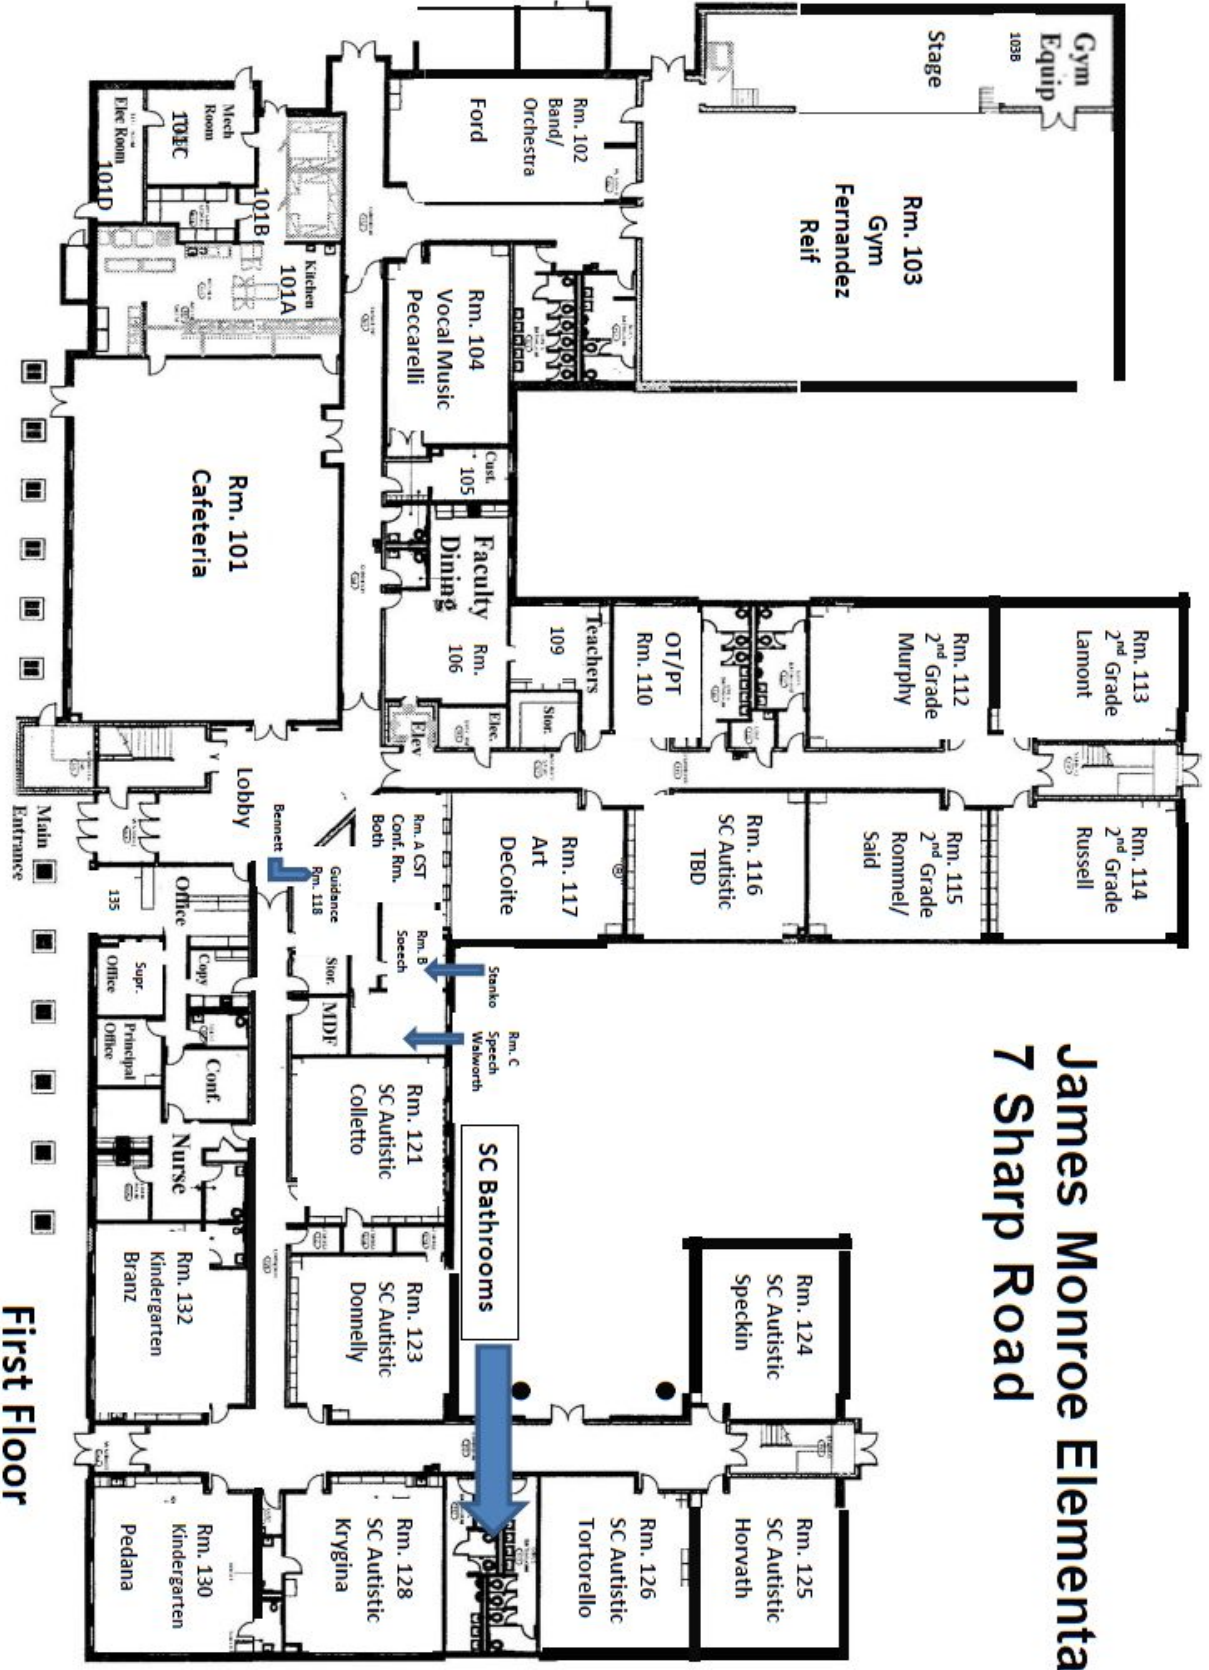 James Monroe Elementa
7 Sharp Road
Gym
Equip
103B
Stage
Rm. 103
Gym
Fernandez
Reif
Rm. 102
Band/
Orchestra
Ford
Mech
Room
101C
Elec Room
101D
101B
Kitchen
101A
Rm. 104
Vocal Music
Peccarelli
Cust.
105
Rm. 101
Cafeteria
Faculty
Dining
Rm.
106
Teachers
109
Stor.
Elec.
Elev
OT/PT
Rm. 110
Rm. 112
2nd Grade
Murphy
Rm. 113
2nd Grade
Lamont
Rm. 114
2nd Grade
Russell
Rm. 115
2nd Grade
Rommel/
Said
Rm. 116
SC Autistic
TBD
Rm. 117
Art
DeCoite
Lobby
Main
Entrance
Bennett
Guidance
Rm. 118
Rm. A CST
Conf. Rm.
Both
Rm. B
Speech
Stanko
Rm. C
Speech
Walworth
Stor.
MDF
Office
135
Copy
Supr.
Office
Principal
Office
Conf.
Nurse
Rm. 121
SC Autistic
Colletto
SC Bathrooms
Rm. 123
SC Autistic
Donnelly
Rm. 132
Kindergarten
Branz
Rm. 124
SC Autistic
Speckin
Rm. 125
SC Autistic
Horvath
Rm. 126
SC Autistic
Tortorello
Rm. 128
SC Autistic
Krygina
Rm. 130
Kindergarten
Pedana
First Floor